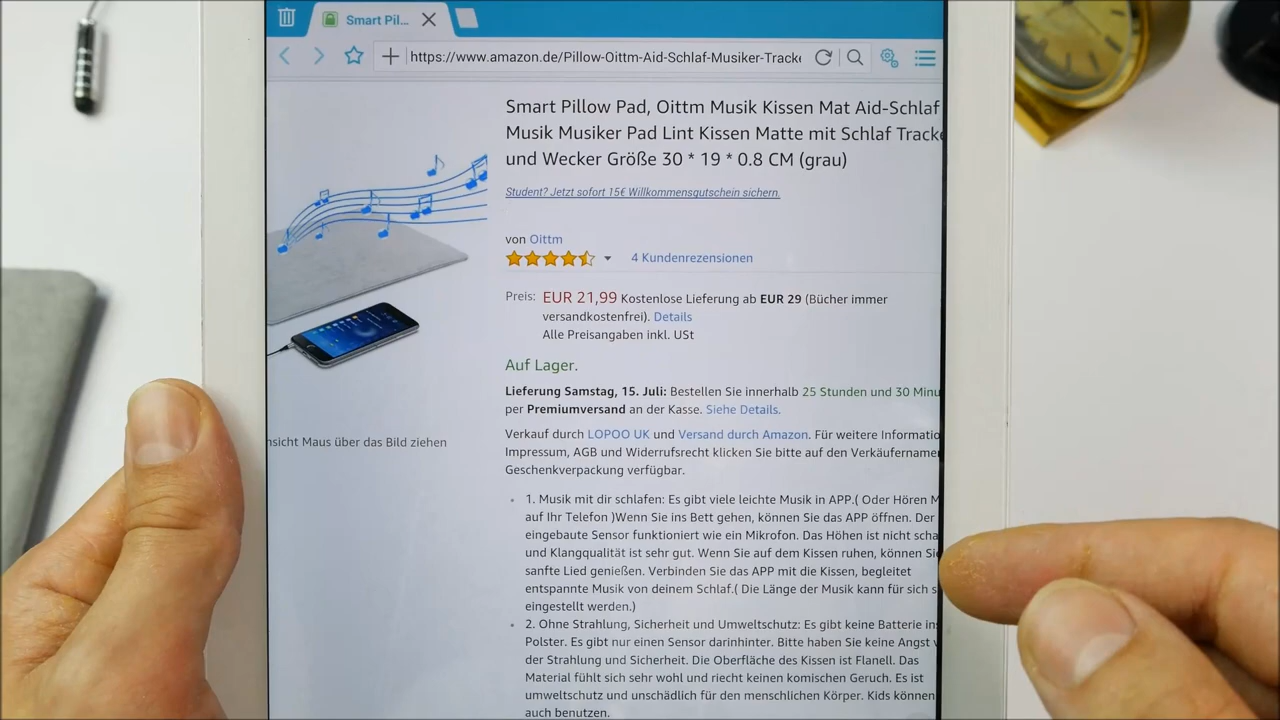 Smart Pil...
https://www.amazon.de/Pillow-Oittm-Aid-Schlaf-Musiker-Tracke
Smart Pillow Pad, Oittm Musik Kissen Mat Aid-Schlaf
Musik Musiker Pad Lint Kissen Matte mit Schlaf Tracke
und Wecker Größe 30 * 19 * 0.8 CM (grau)
Student? Jetzt sofort 15€ Willkommensgutschein sichern.
von Oittm
4 Kundenrezensionen
Preis: EUR 21,99 Kostenlose Lieferung ab EUR 29 (Bücher immer
versandkostenfrei). Details
Alle Preisangaben inkl. USt
Auf Lager.
Lieferung Samstag, 15. Juli: Bestellen Sie innerhalb 25 Stunden und 30 Minu
per Premiumversand an der Kasse. Siehe Details.
nsicht Maus über das Bild ziehen
Verkauf durch LOPOO UK und Versand durch Amazon. Für weitere Informatio
Impressum, AGB und Widerrufsrecht klicken Sie bitte auf den Verkäufername
Geschenkverpackung verfügbar.
1. Musik mit dir schlafen: Es gibt viele leichte Musik in APP.( Oder Hören M
auf Ihr Telefon )Wenn Sie ins Bett gehen, können Sie das APP öffnen. Der
eingebaute Sensor funktioniert wie ein Mikrofon. Das Höhen ist nicht scha
und Klangqualität ist sehr gut. Wenn Sie auf dem Kissen ruhen, können Sie
sanfte Lied genießen. Verbinden Sie das APP mit die Kissen, begleitet
entspannte Musik von deinem Schlaf.( Die Länge der Musik kann für sich s
eingestellt werden.)
2. Ohne Strahlung, Sicherheit und Umweltschutz: Es gibt keine Batterie ins
Polster. Es gibt nur einen Sensor darinhinter. Bitte haben Sie keine Angst v
der Strahlung und Sicherheit. Die Oberfläche des Kissen ist Flanell. Das
Material fühlt sich sehr wohl und riecht keinen komischen Geruch. Es ist
umweltschutz und unschädlich für den menschlichen Körper. Kids können
auch benutzen.